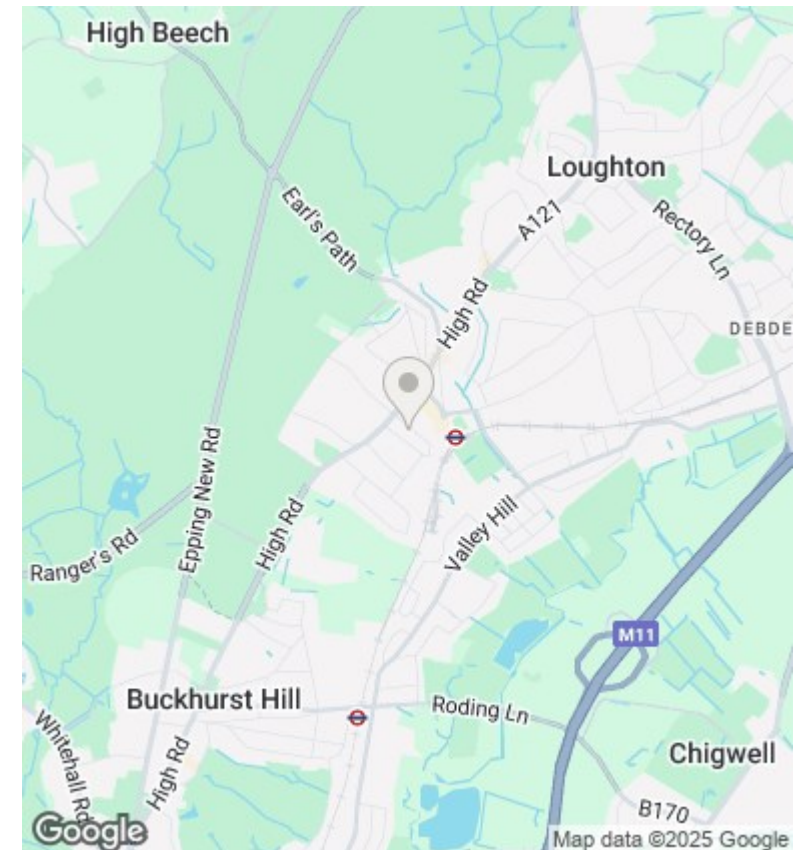 High Beech
Loughton
A121
Earl's Path
Rectory Ln
High Rd
DEBDE
Epping New Rd
High Rd
Valley Hill
Ranger's Rd
M11
Buckhurst Hill
Roding Ln
Whitehall Rd
High Rd
Chigwell
B170
Google
Map data ©2025 Google